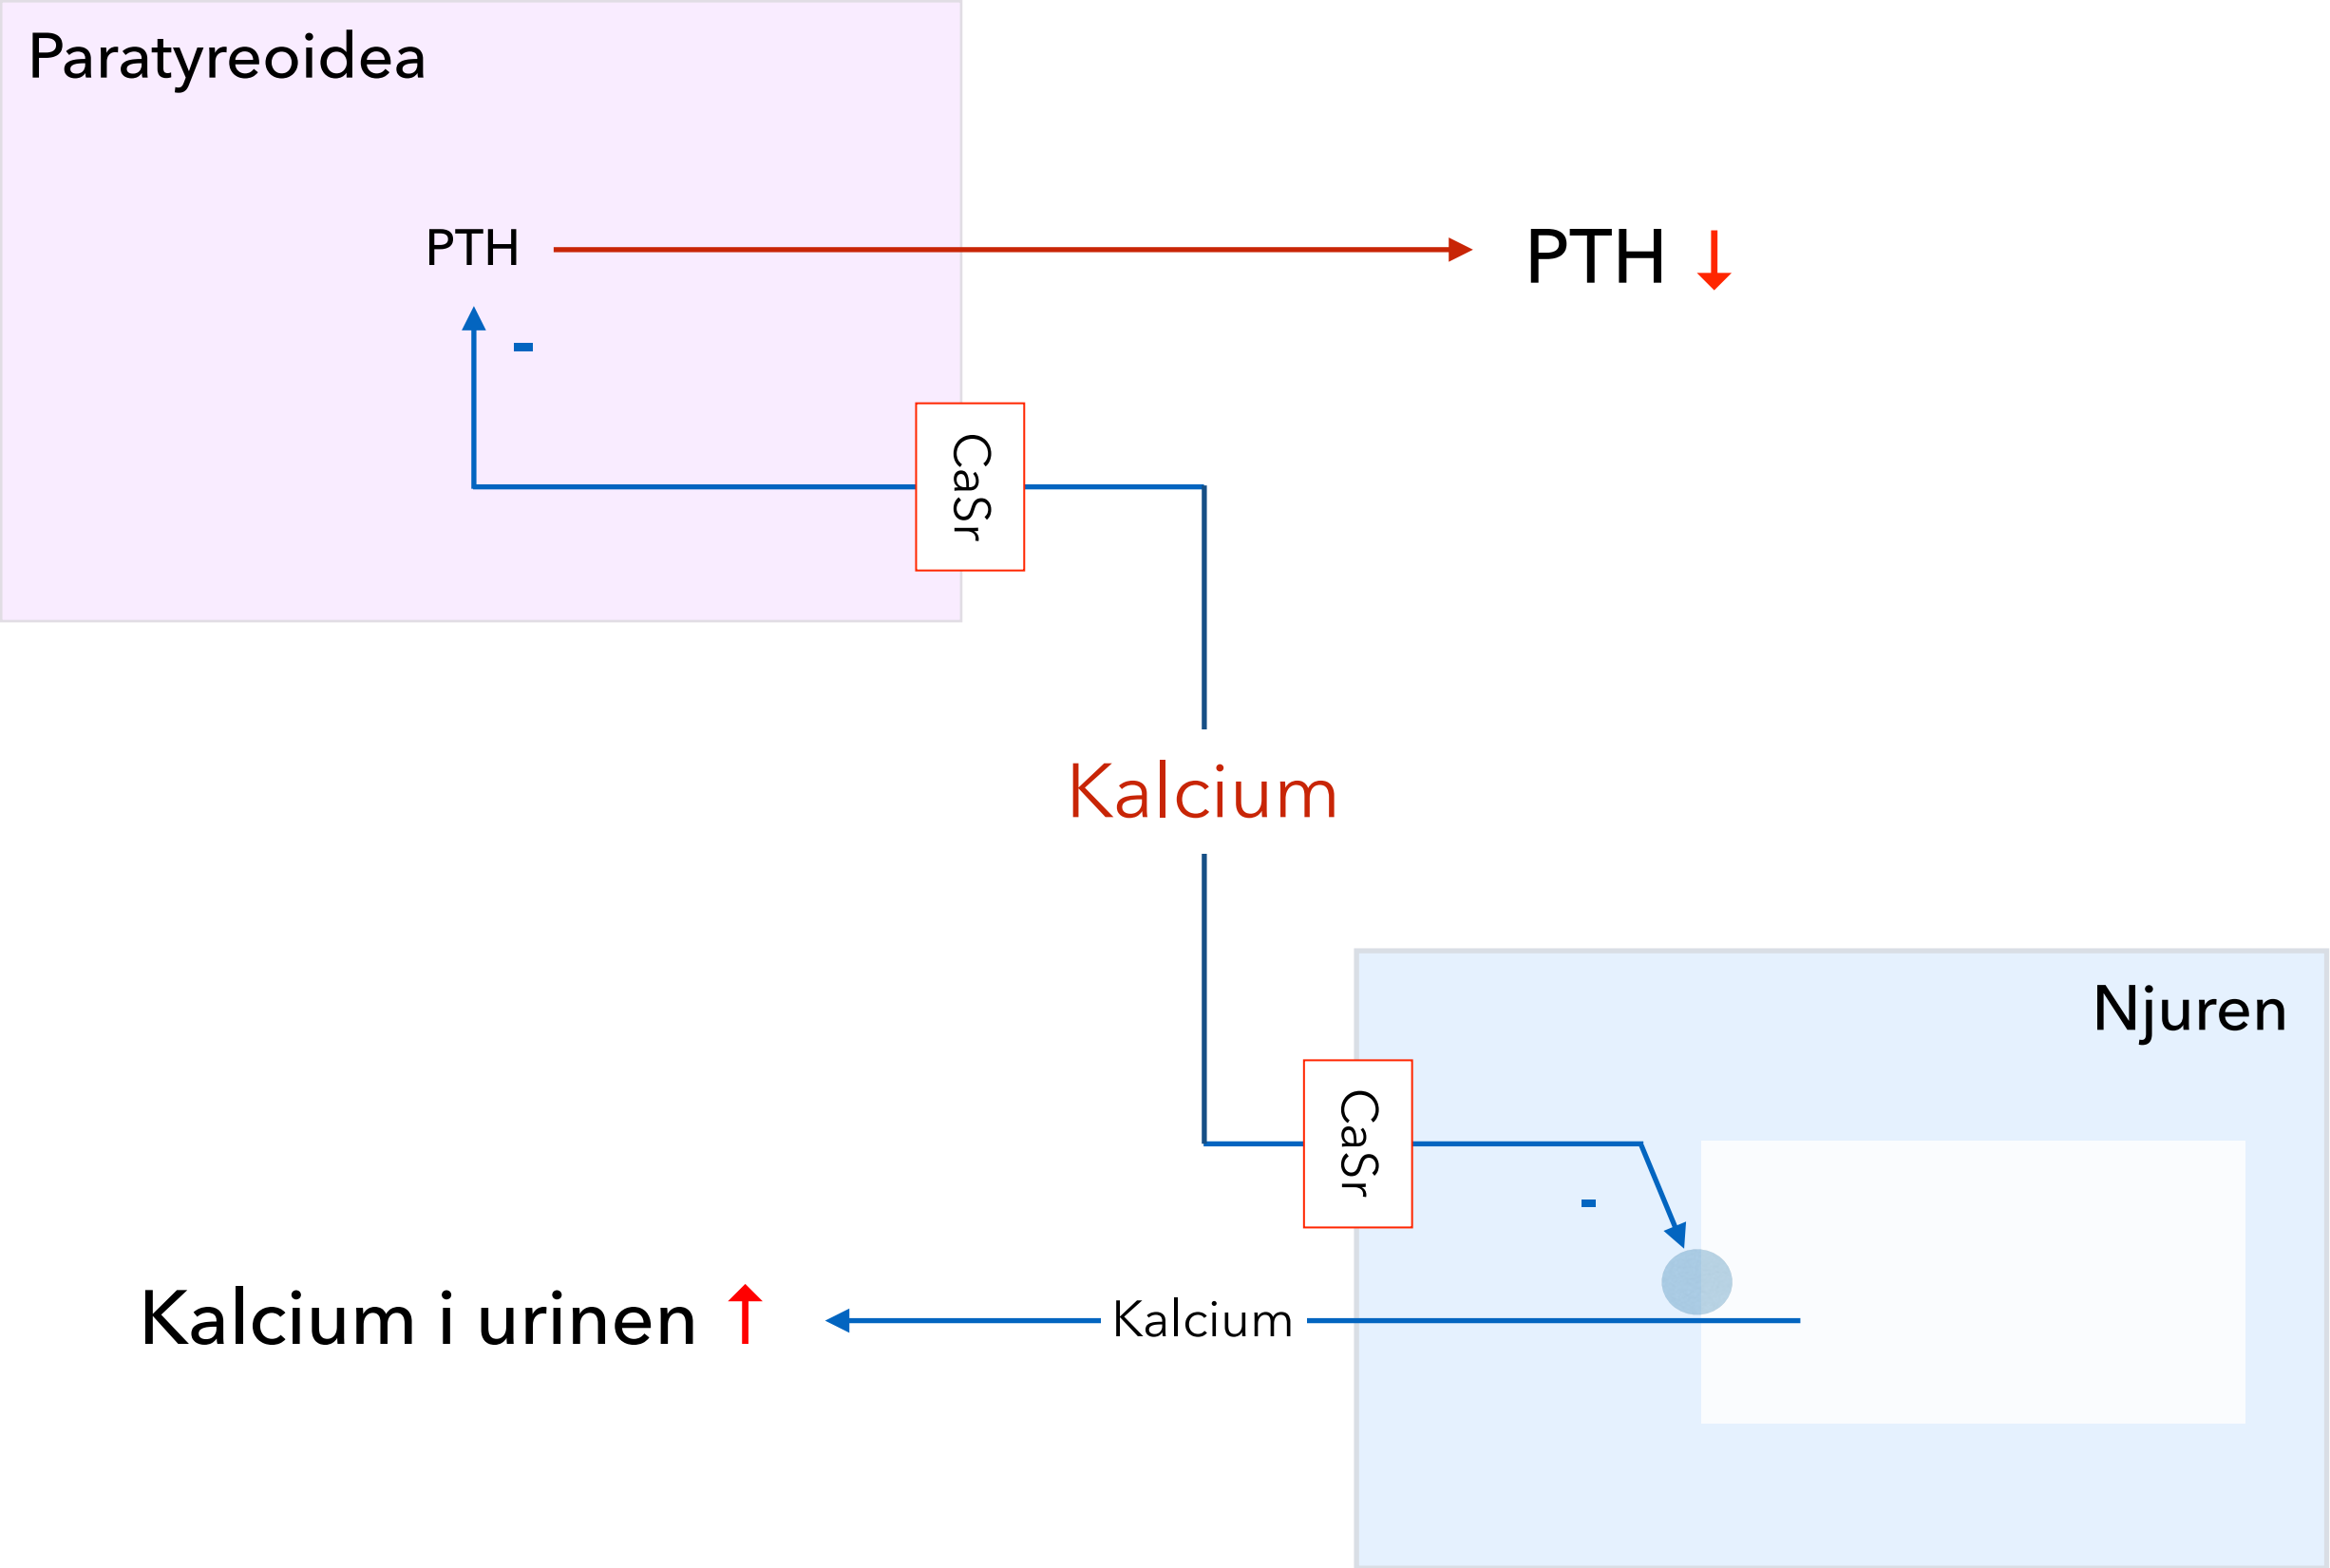 Paratyreoidea
PTH
PTH ↓
-
CaSr
Kalcium
Njuren
CaSr
-
Kalcium i urinen ↑
Kalcium